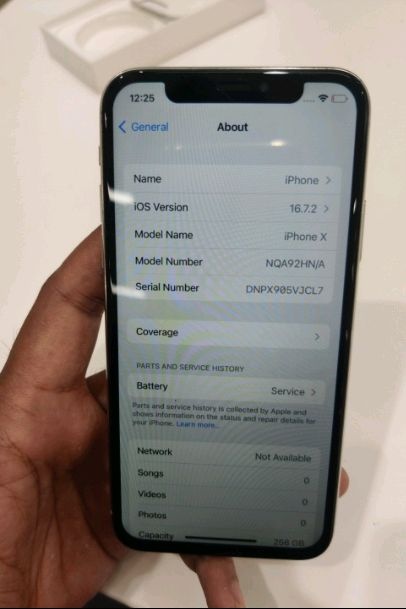 12:25
General About
Name iPhone
iOS Version 16.7.2
Model Name iPhone X
Model Number NQA92HN/A
Serial Number DNPX905VJCL7
Coverage
PARTS AND SERVICE HISTORY
Battery Service
Parts and service history is collected by Apple and
shows information on the status and repair details for
your iPhone. Learn more...
Network Not Available
Songs 0
Videos 0
Photos 0
Capacity 256 GB